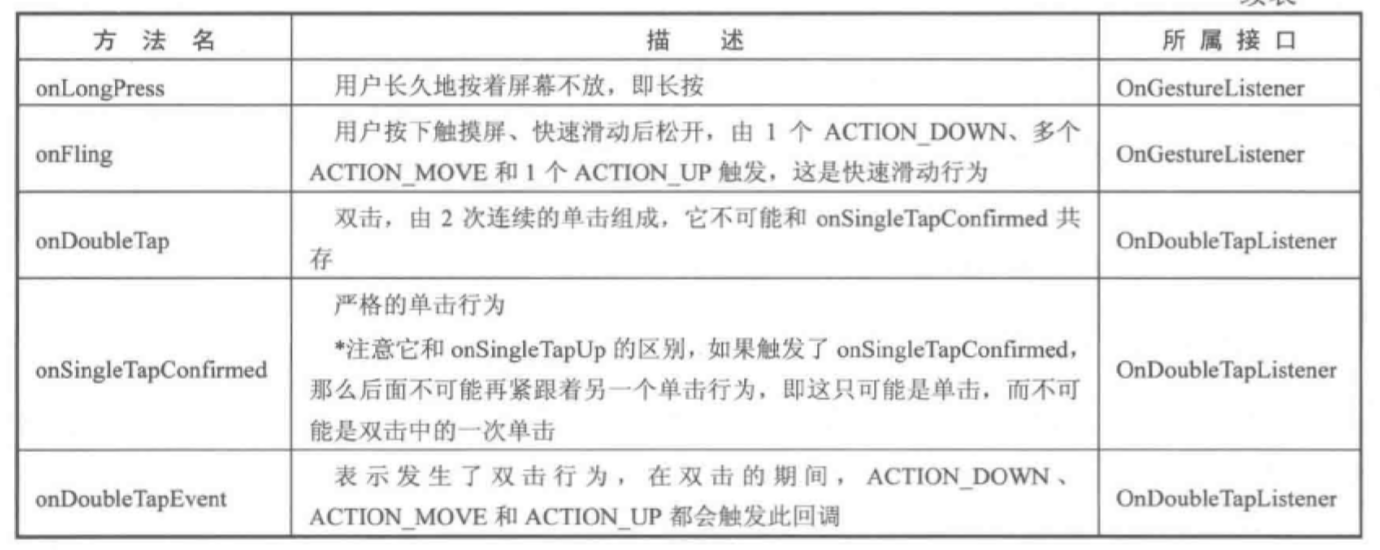 方 法 名 描 述 所 属 接 口
onLongPress 用户长久地按着屏幕不放，即长按 OnGestureListener
用户按下触摸屏、快速滑动后松开，由 1 个 ACTION_DOWN、多个
onFling OnGestureListener
ACTION_MOVE 和 1 个 ACTION_UP 触发，这是快速滑动行为
双击，由 2 次连续的单击组成，它不可能和 onSingleTapConfirmed 共
onDoubleTap OnDoubleTapListener
存
严格的单击行为
*注意它和 onSingleTapUp 的区别，如果触发了 onSingleTapConfirmed，
onSingleTapConfirmed OnDoubleTapListener
那么后面不可能再紧跟着另一个单击行为，即这只可能是单击，而不可
能是双击中的一次单击
表示发生了双击行为，在双击的期间，ACTION_DOWN、
onDoubleTapEvent OnDoubleTapListener
ACTION_MOVE 和 ACTION_UP 都会触发此回调